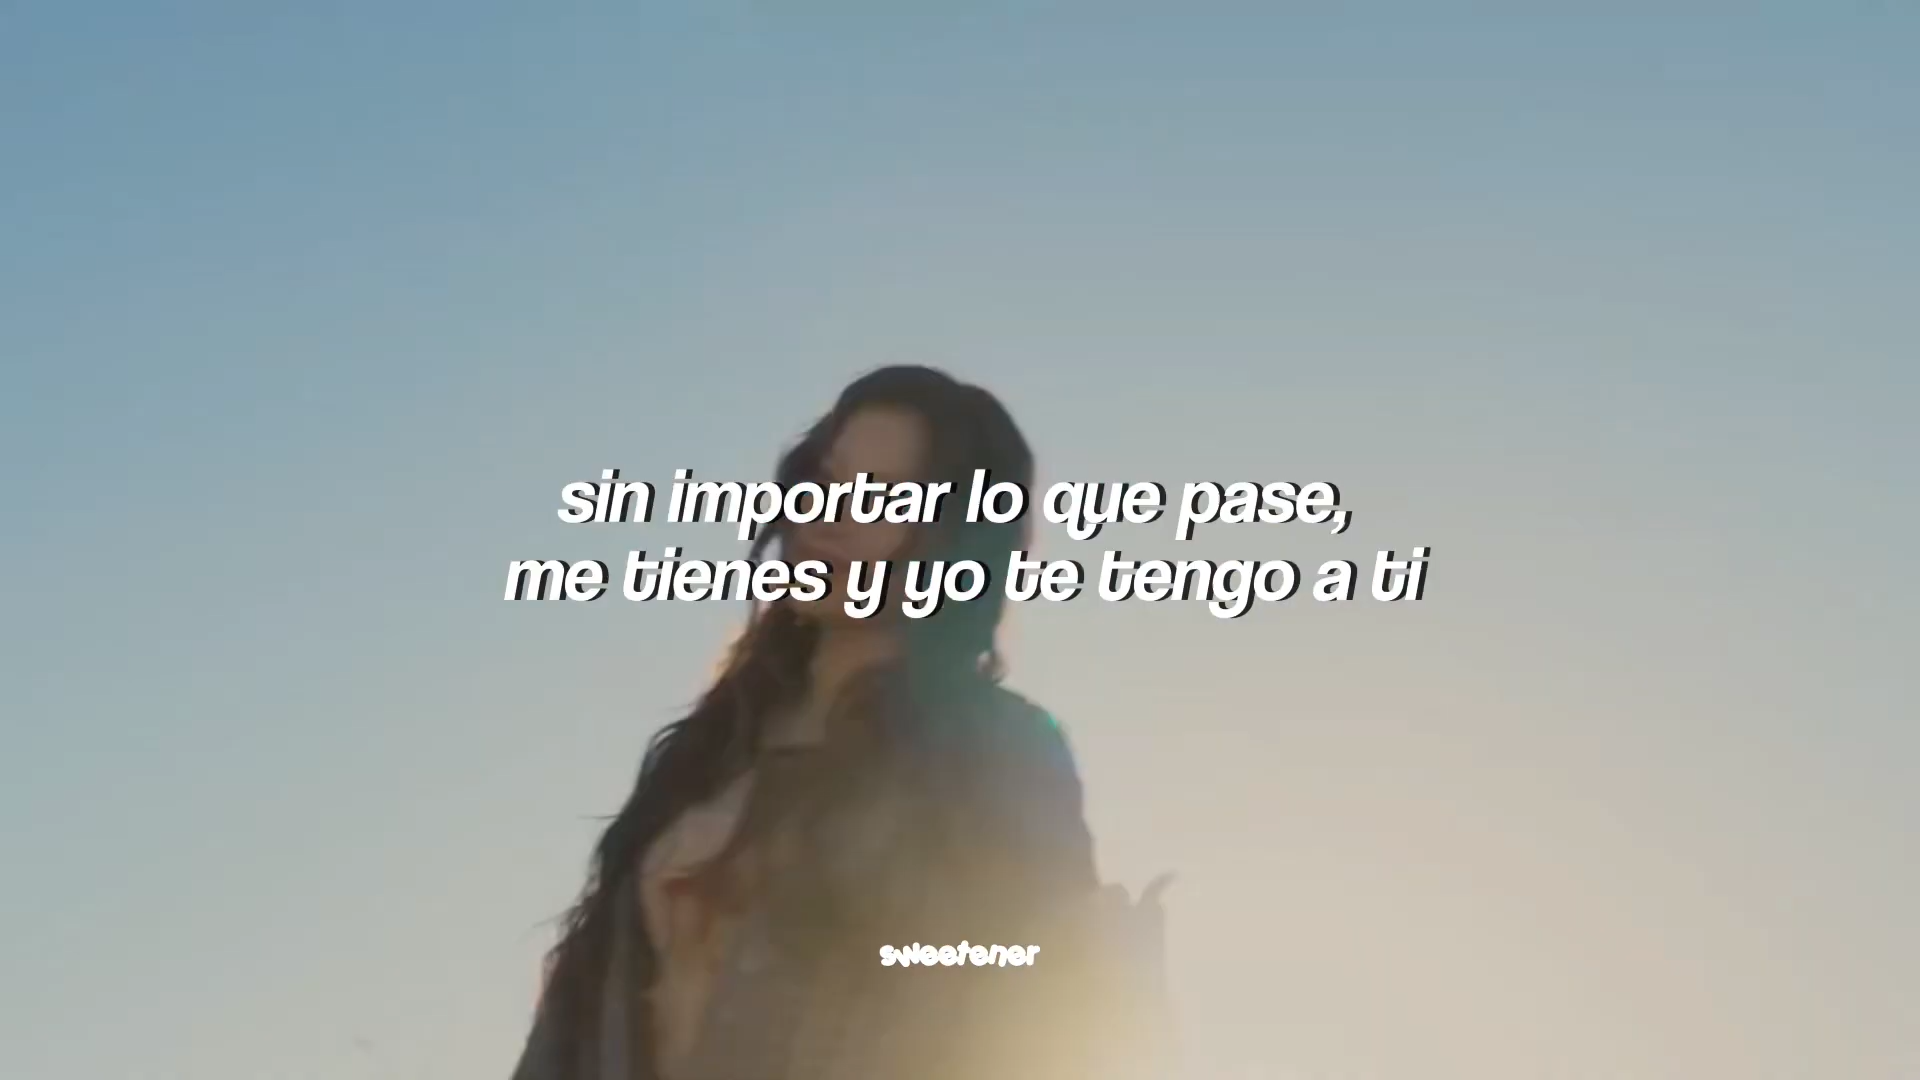 sin importar lo que pase,
me tienes y yo te tengo a ti
sweetener